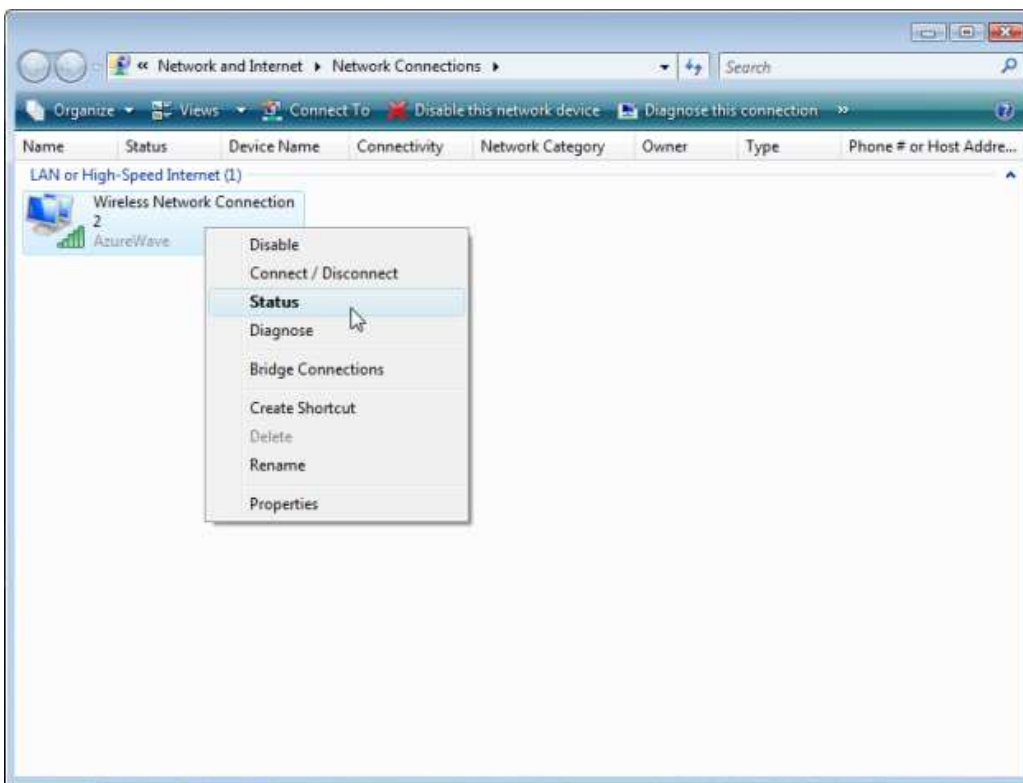 « Network and Internet ▸ Network Connections ▸ Search
Organize Views Connect To Disable this network device Diagnose this connection »
Name Status Device Name Connectivity Network Category Owner Type Phone # or Host Addre...
LAN or High-Speed Internet (1)
Wireless Network Connection
2
AzureWave
Disable
Connect / Disconnect
Status
Diagnose
Bridge Connections
Create Shortcut
Delete
Rename
Properties